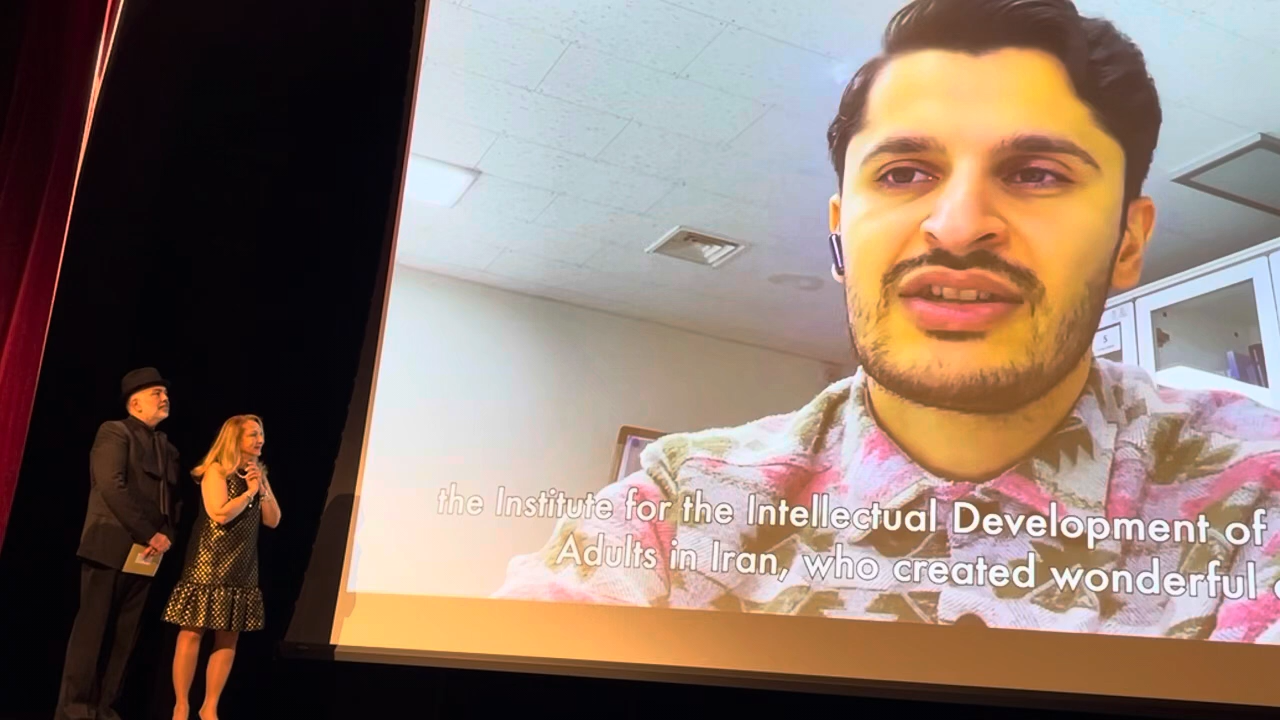 the Institute for the Intellectual Development of
Adults in Iran, who created wonderful